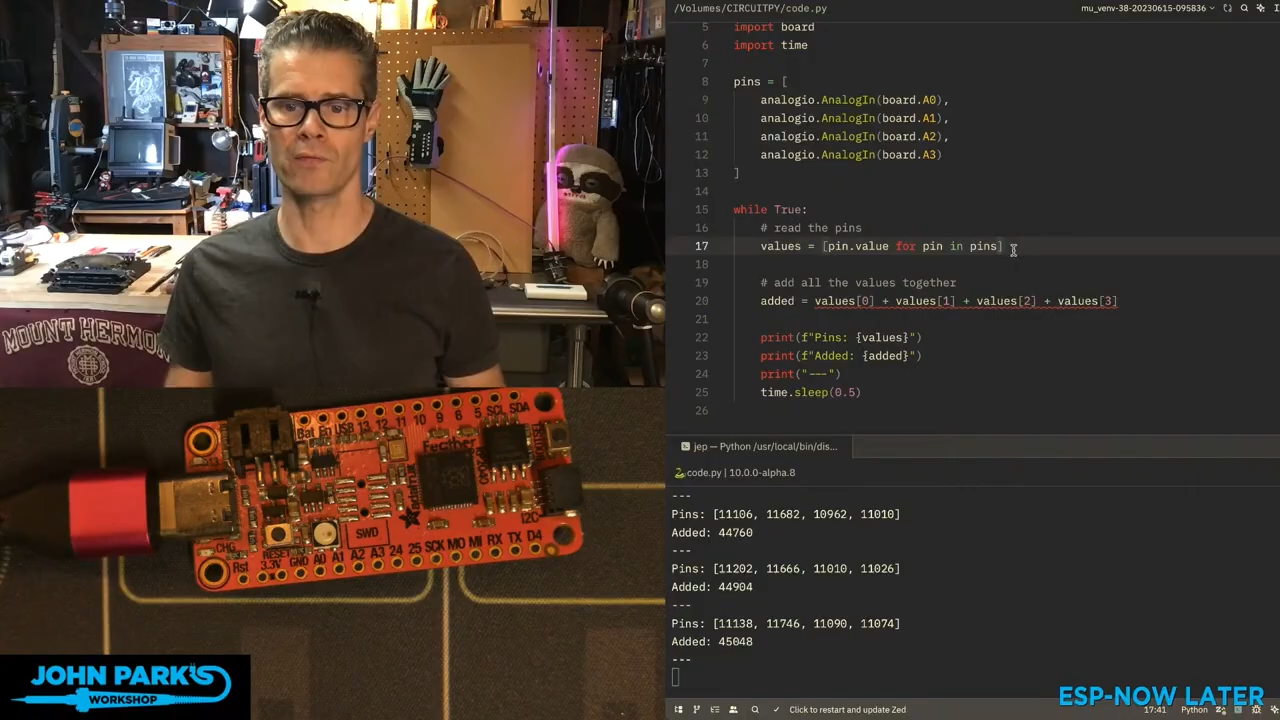 /Volumes/CIRCUITPY/code.py
mu_venv-38-20230615-095836
5 import board
6 import time
7
8 pins = [
9 analogio.AnalogIn(board.A0),
10 analogio.AnalogIn(board.A1),
11 analogio.AnalogIn(board.A2),
12 analogio.AnalogIn(board.A3)
13 ]
14
15 while True:
16 # read the pins
17 values = [pin.value for pin in pins]
18
19 # add all the values together
20 added = values[0] + values[1] + values[2] + values[3]
21
22 print(f"Pins: {values}")
23 print(f"Added: {added}")
24 print("---")
25 time.sleep(0.5)
26
jep — Python /usr/local/bin/dis...
code.py | 10.0.0-alpha.8
---
Pins: [11106, 11682, 10962, 11010]
Added: 44760
---
Pins: [11202, 11666, 11010, 11026]
Added: 44904
---
Pins: [11138, 11746, 11090, 11074]
Added: 45048
---
Click to restart and update Zed
17:41
Python
ESP-NOW LATER
MOUNT HERMON
Bat En USB 13 12 11 10 9 6 5 SCL SDA
Feather
adafruit
I2C
SWD
CHG
RESET
Rst 3.3V GND A0 A1 A2 A3 24 25 SCK MO MI RX TX D4
JOHN PARK'S
WORKSHOP